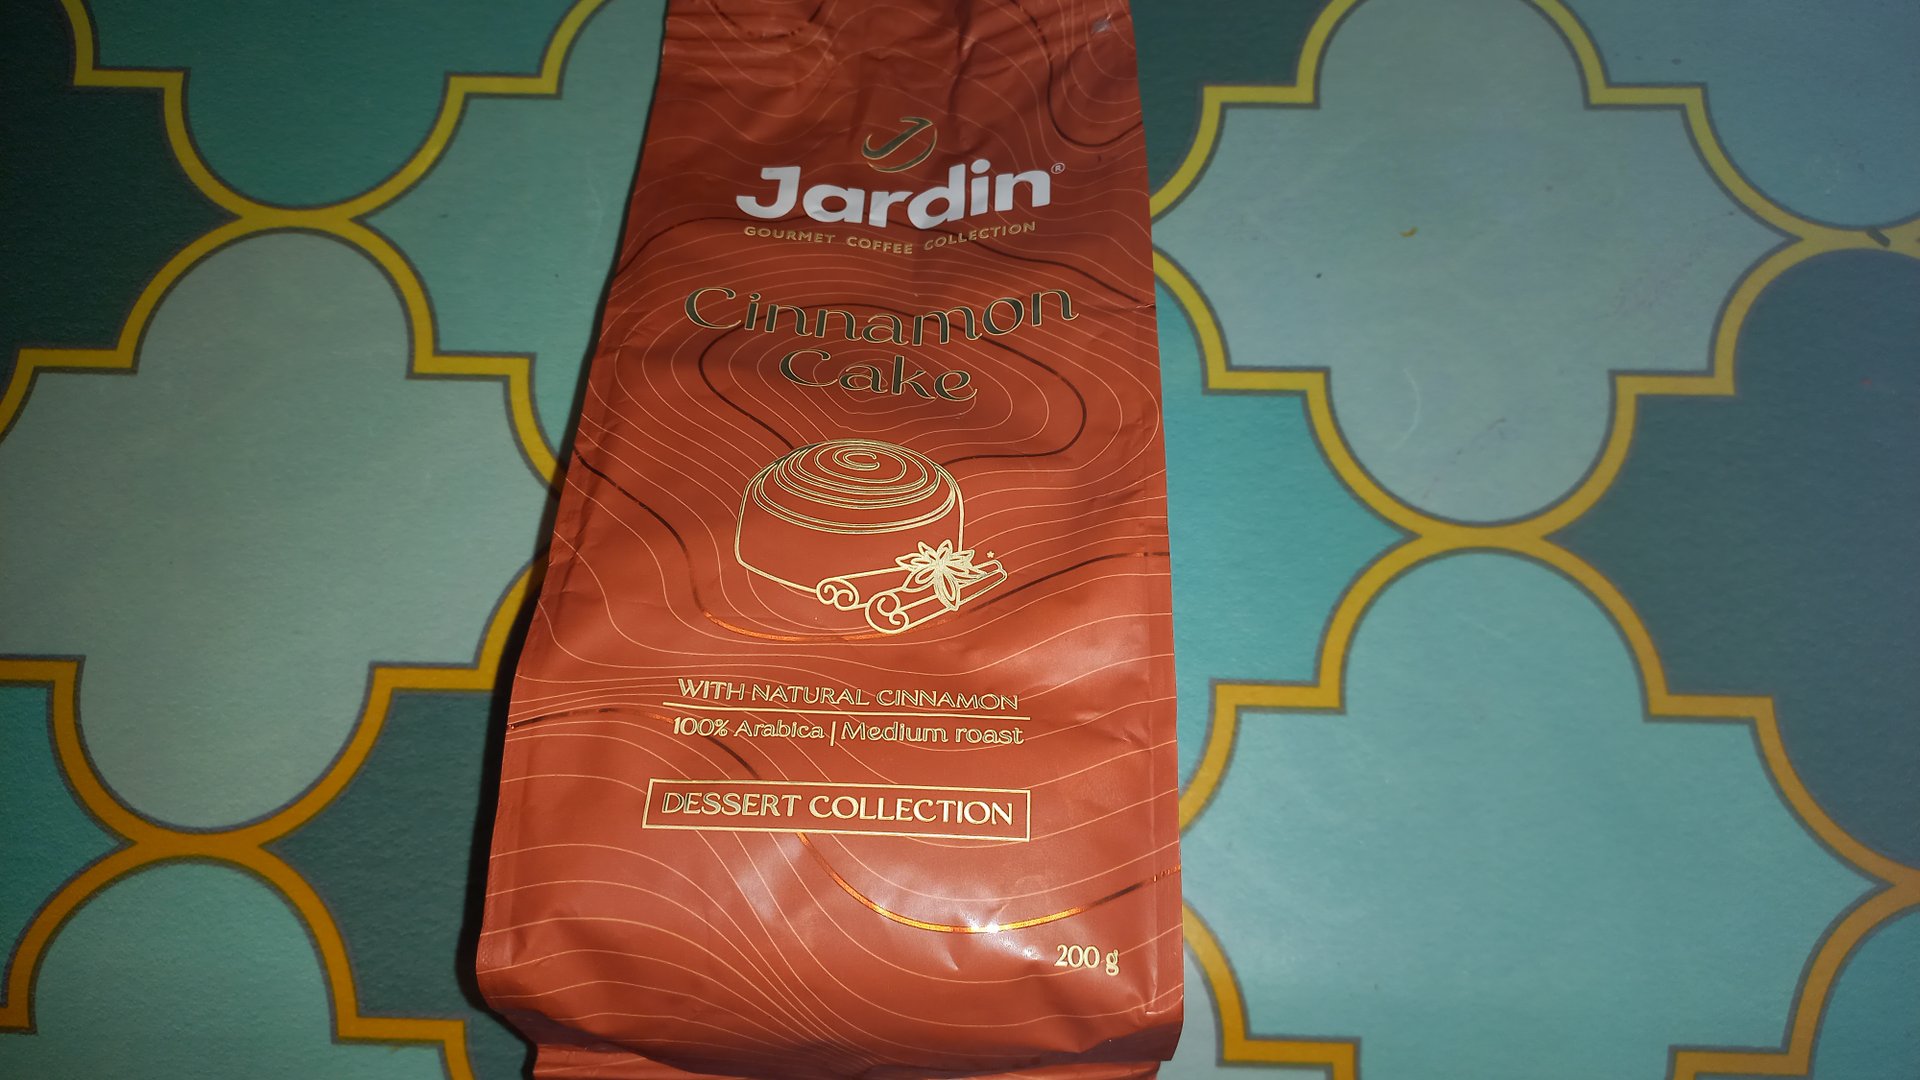 Jardin®
GOURMET COFFEE COLLECTION
Cinnamon
Cake
WITH NATURAL CINNAMON
100% Arabica | Medium roast
DESSERT COLLECTION
200 g